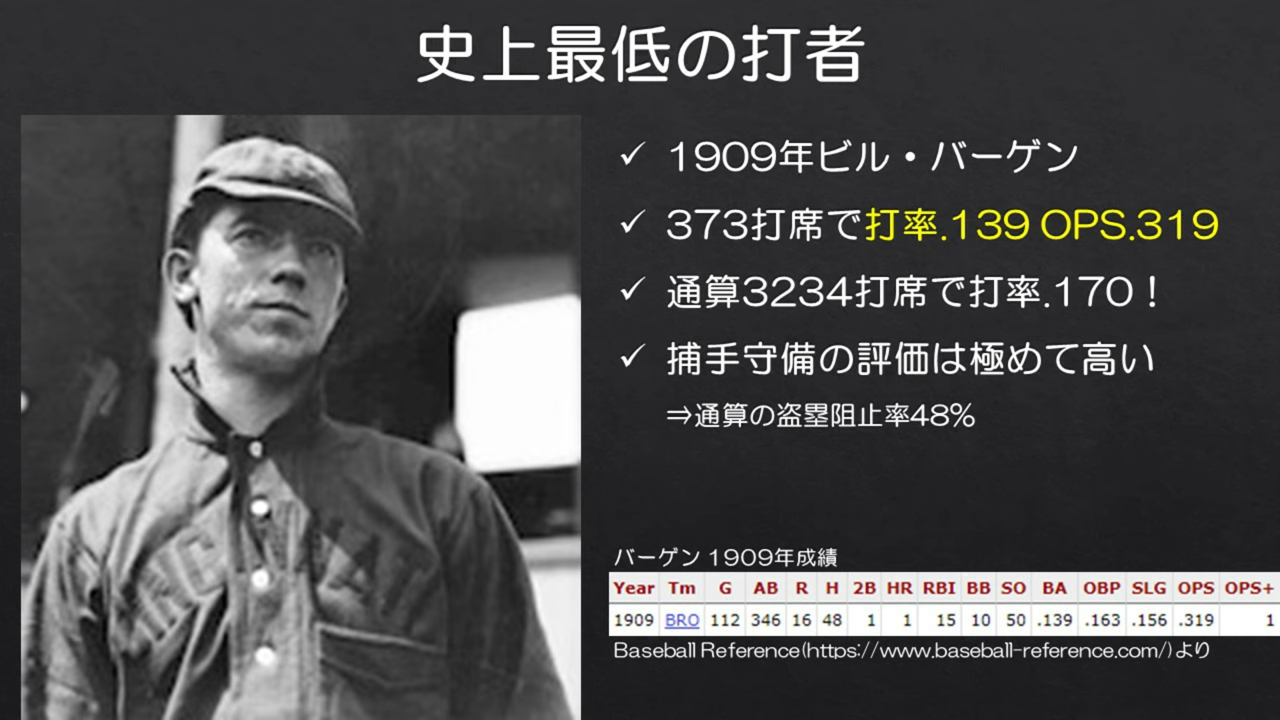 史上最低の打者
✓ 1909年ビル・バーゲン
✓ 373打席で打率.139 OPS.319
✓ 通算3234打席で打率.170！
✓ 捕手守備の評価は極めて高い
⇒通算の盗塁阻止率48%
バーゲン 1909年成績
Year Tm G AB R H 2B HR RBI BB SO BA OBP SLG OPS OPS+
1909 BRO 112 346 16 48 1 1 15 10 50 .139 .163 .156 .319 1
Baseball Reference(https://www.baseball-reference.com/)より